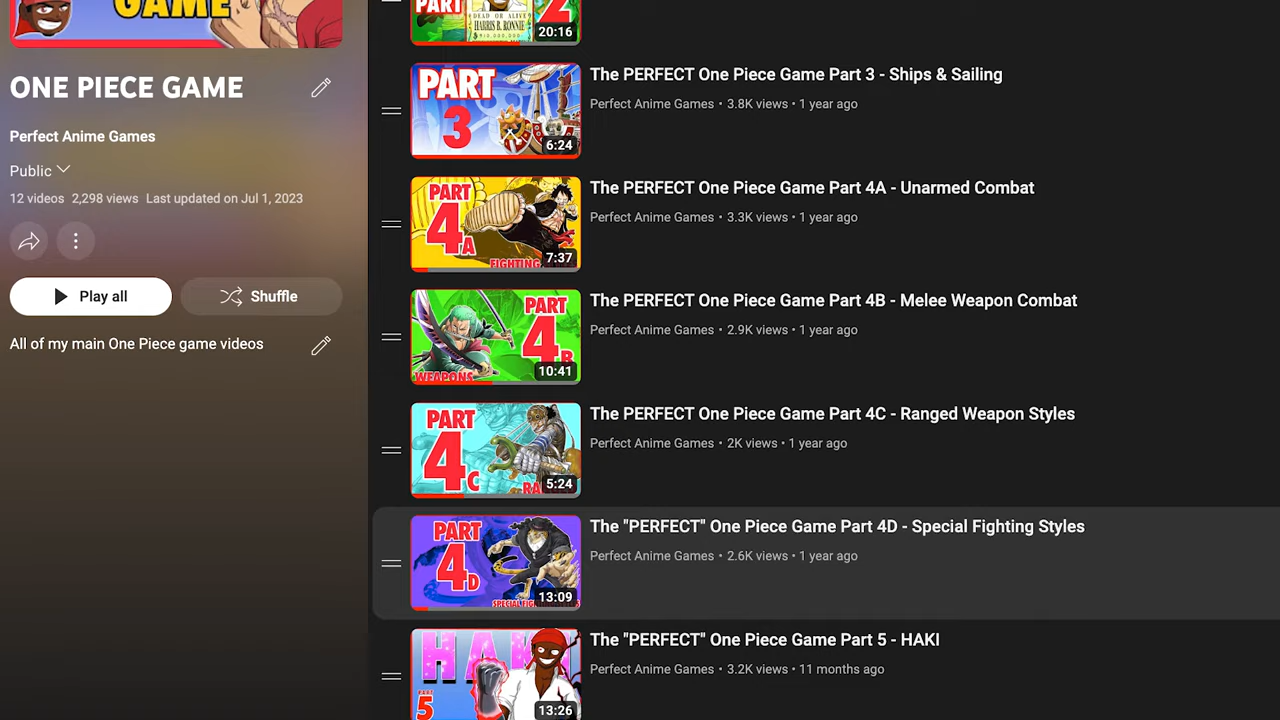 GAME
ONE PIECE GAME
Perfect Anime Games
Public
12 videos 2,298 views Last updated on Jul 1, 2023
Play all
Shuffle
All of my main One Piece game videos
PART
2
DEAD OR ALIVE
HARRIS B. RONNIE
20:16
PART
3
6:24
The PERFECT One Piece Game Part 3 - Ships & Sailing
Perfect Anime Games • 3.8K views • 1 year ago
PART
4A
FIGHTING
7:37
The PERFECT One Piece Game Part 4A - Unarmed Combat
Perfect Anime Games • 3.3K views • 1 year ago
PART
4B
WEAPONS
10:41
The PERFECT One Piece Game Part 4B - Melee Weapon Combat
Perfect Anime Games • 2.9K views • 1 year ago
PART
4C
RA
5:24
The PERFECT One Piece Game Part 4C - Ranged Weapon Styles
Perfect Anime Games • 2K views • 1 year ago
PART
4D
13:09
The "PERFECT" One Piece Game Part 4D - Special Fighting Styles
Perfect Anime Games • 2.6K views • 1 year ago
HAKI
PART
5
13:26
The "PERFECT" One Piece Game Part 5 - HAKI
Perfect Anime Games • 3.2K views • 11 months ago